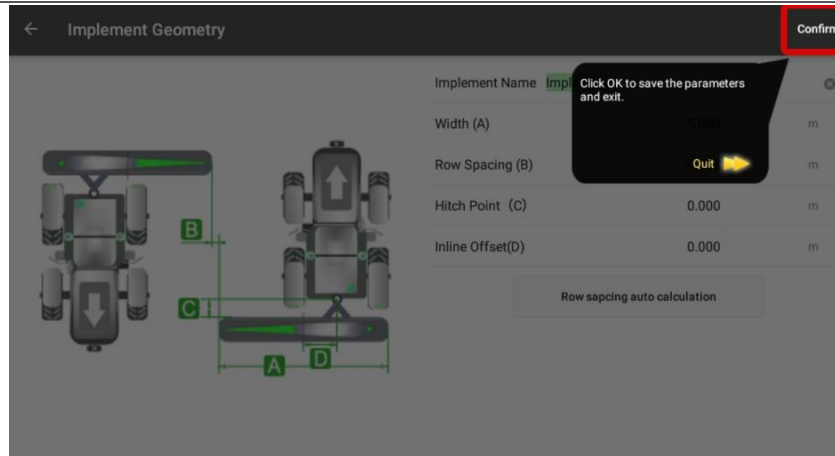 Implement Geometry
Confirm
Implement Name Impl
Click OK to save the parameters
and exit.
Quit
Width (A)
m
Row Spacing (B)
m
Hitch Point (C)
0.000
m
Inline Offset(D)
0.000
m
Row sapcing auto calculation
B
C
A
D